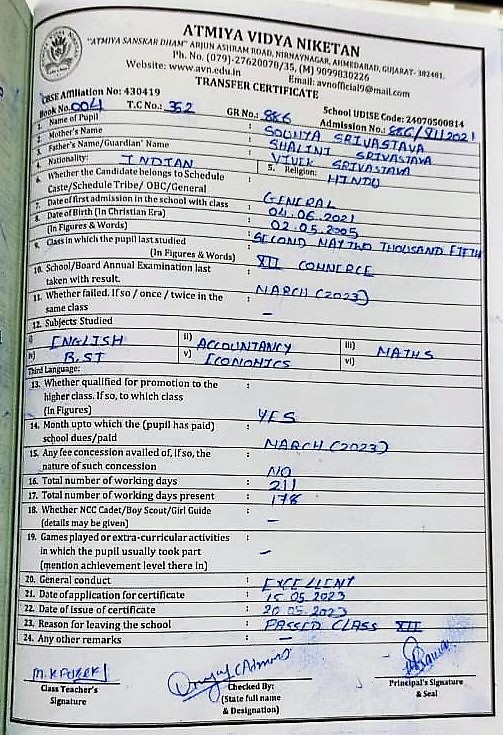 ATMIYA VIDYA NIKETAN
"ATMIYA SANSKAR DHAM" ARJUN ASHRAM ROAD, NIRNAYNAGAR, AHMEDABAD, GUJARAT- 382481.
Ph. No. (079)-27620070/35, (M) 9099830226
Website: www.avn.edu.in Email: avnofficial9@mail.com
TRANSFER CERTIFICATE
CBSE Affiliation No: 430419 School UDISE Code: 24070500814
Book No: 004 T.C No: 352 GR No.: 886 Admission No.: 886/S11/2021
1. Name of Pupil : SOUMYA SRIVASTAVA
2. Mother's Name : SHALINI SRIVASTAVA
3. Father's Name/Guardian' Name : VIVEK SRIVASTAVA
4. Nationality: INDIAN 5. Religion: HINDU
6. Whether the Candidate belongs to Schedule
Caste/Schedule Tribe/ OBC/General : GENERAL
7. Date of first admission in the school with class : 04.06.2021
8. Date of Birth (In Christian Era) : 02.05.2005
(In Figures & Words) SECOND MAY TWO THOUSAND FIFTH
9. Class in which the pupil last studied
(In Figures & Words) : XII COMMERCE
10. School/Board Annual Examination last
taken with result. : MARCH (2023)
11. Whether failed. If so / once / twice in the
same class : –
12. Subjects Studied
i) ENGLISH ii) ACCOUNTANCY iii) MATHS
iv) B.ST v) ECONOMICS vi)
Third Language:
13. Whether qualified for promotion to the
higher class. If so, to which class
(In Figures) : YES
14. Month upto which the (pupil has paid)
school dues/paid : MARCH (2023)
15. Any fee concession availed of, if so, the
nature of such concession : NO
16. Total number of working days : 211
17. Total number of working days present : 178
18. Whether NCC Cadet/Boy Scout/Girl Guide
(details may be given) : –
19. Games played or extra-curricular activities
in which the pupil usually took part : –
(mention achievement level there in)
20. General conduct : EXCELLENT
21. Date of application for certificate : 15.05.2023
22. Date of issue of certificate : 20.05.2023
23. Reason for leaving the school : PASSED CLASS XII
24. Any other remarks : –
Class Teacher's
Signature
Checked By:
(State full name
& Designation)
Principal's Signature
& Seal